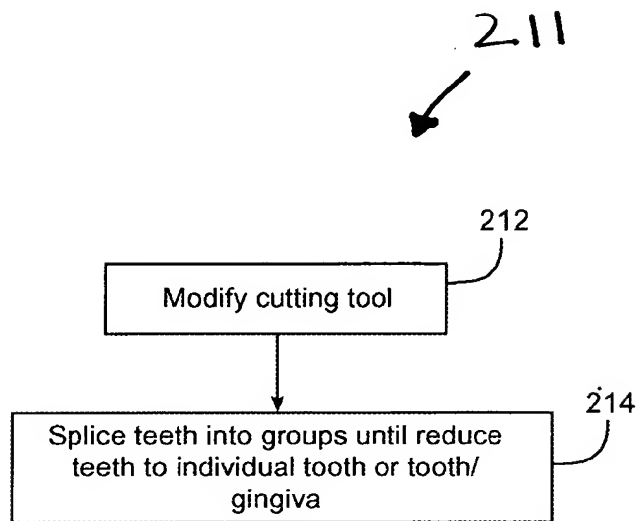 211
212
Modify cutting tool
214
Splice teeth into groups until reduce
teeth to individual tooth or tooth/
gingiva